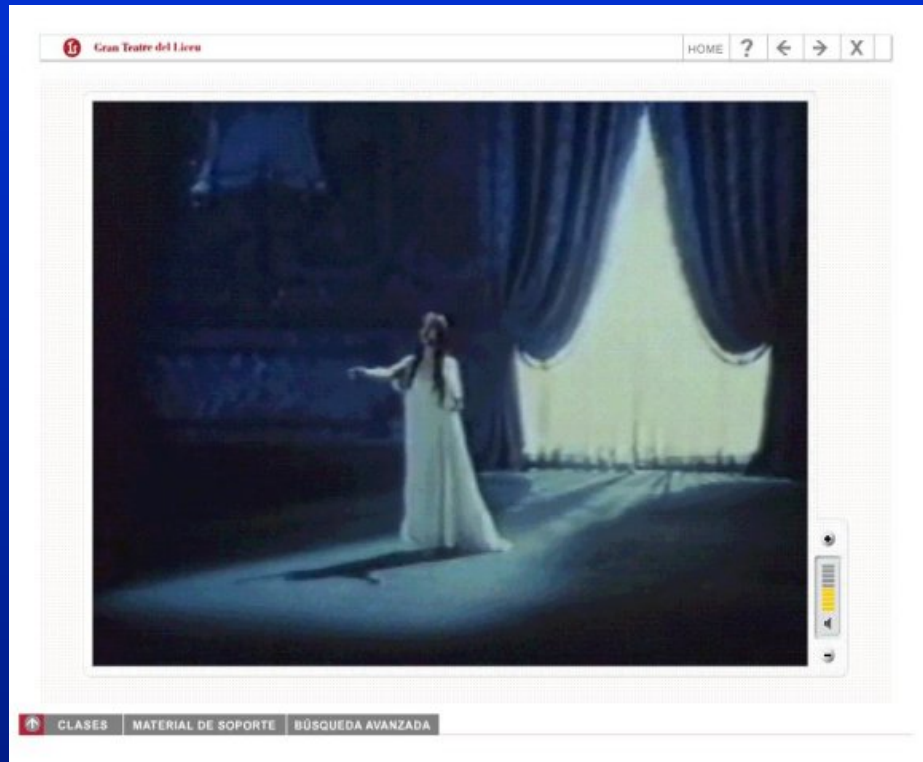 Gran Teatre del Liceu HOME ? ← → X
CLASES MATERIAL DE SOPORTE BÚSQUEDA AVANZADA